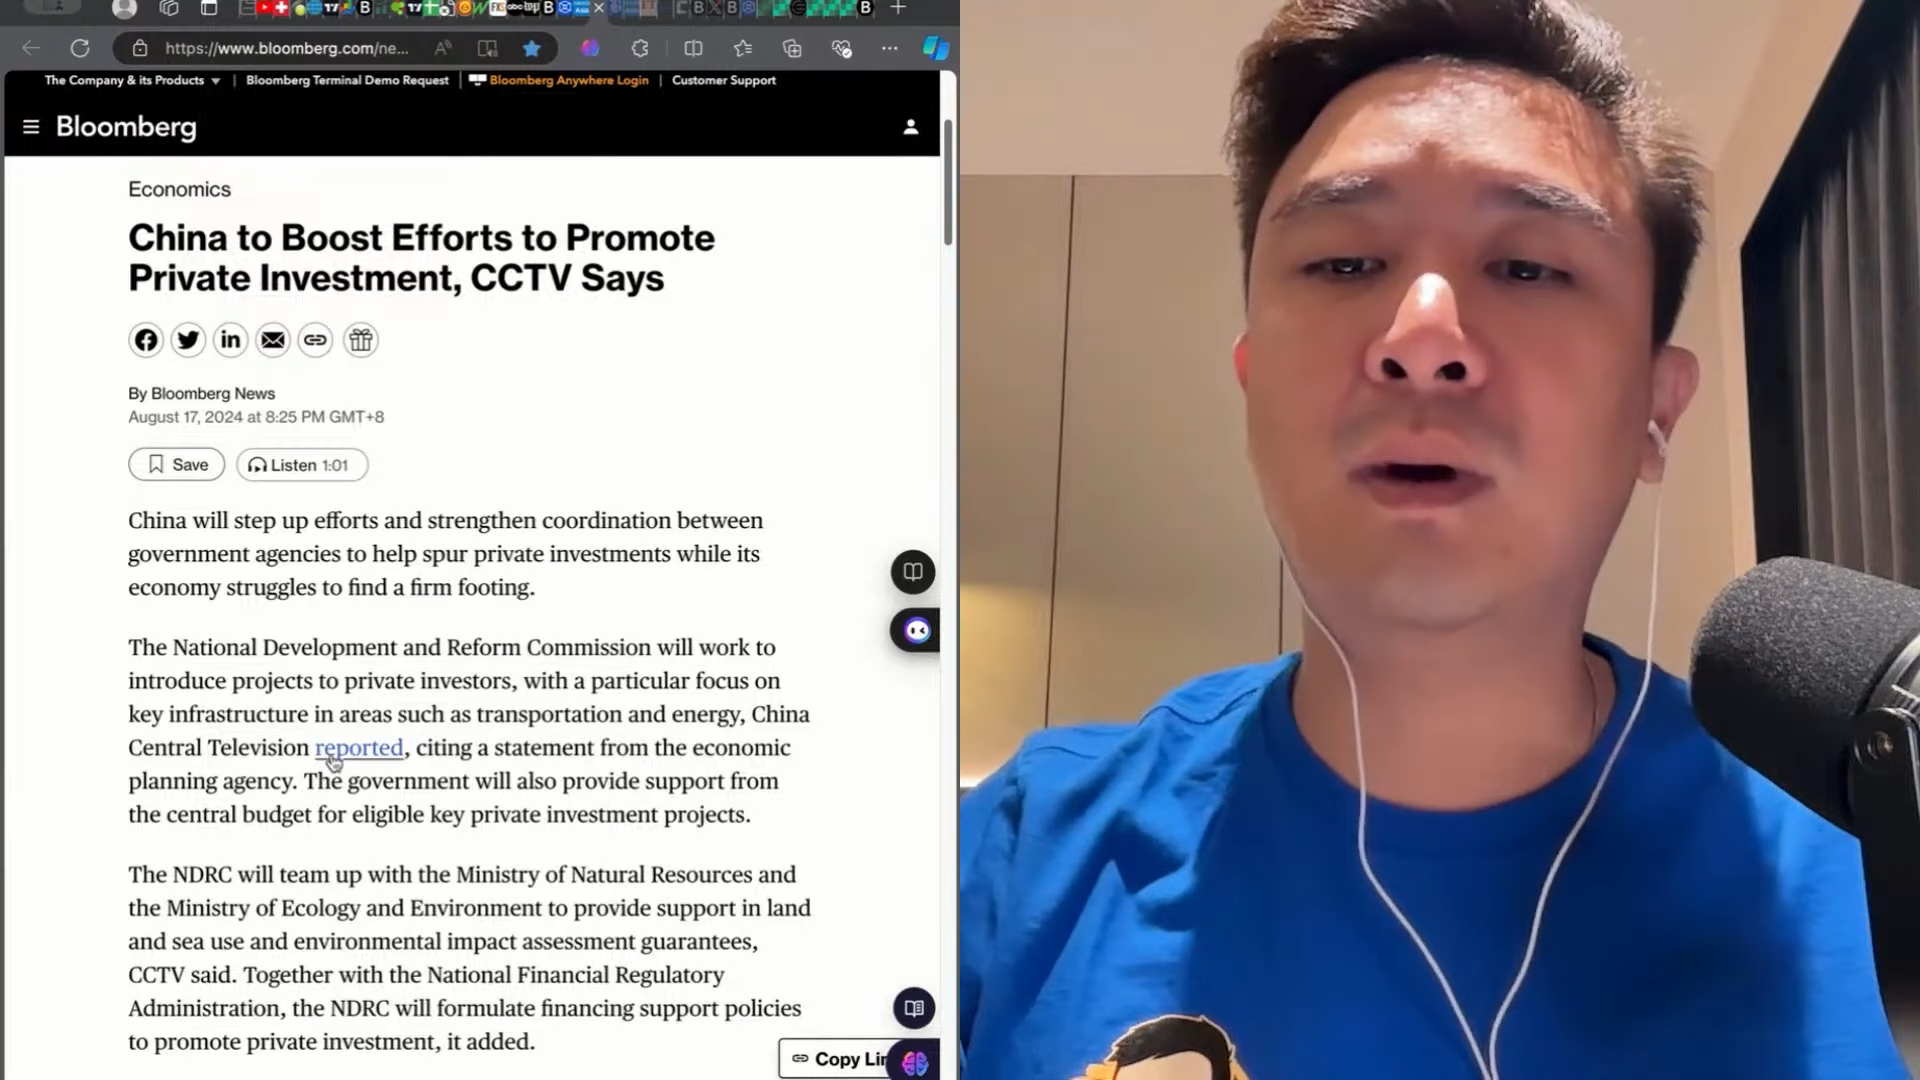 https://www.bloomberg.com/ne...
The Company & its Products | Bloomberg Terminal Demo Request | Bloomberg Anywhere Login | Customer Support
Bloomberg
Economics
China to Boost Efforts to Promote
Private Investment, CCTV Says
By Bloomberg News
August 17, 2024 at 8:25 PM GMT+8
Save Listen 1:01
China will step up efforts and strengthen coordination between
government agencies to help spur private investments while its
economy struggles to find a firm footing.
The National Development and Reform Commission will work to
introduce projects to private investors, with a particular focus on
key infrastructure in areas such as transportation and energy, China
Central Television reported, citing a statement from the economic
planning agency. The government will also provide support from
the central budget for eligible key private investment projects.
The NDRC will team up with the Ministry of Natural Resources and
the Ministry of Ecology and Environment to provide support in land
and sea use and environmental impact assessment guarantees,
CCTV said. Together with the National Financial Regulatory
Administration, the NDRC will formulate financing support policies
to promote private investment, it added.
Copy Lin